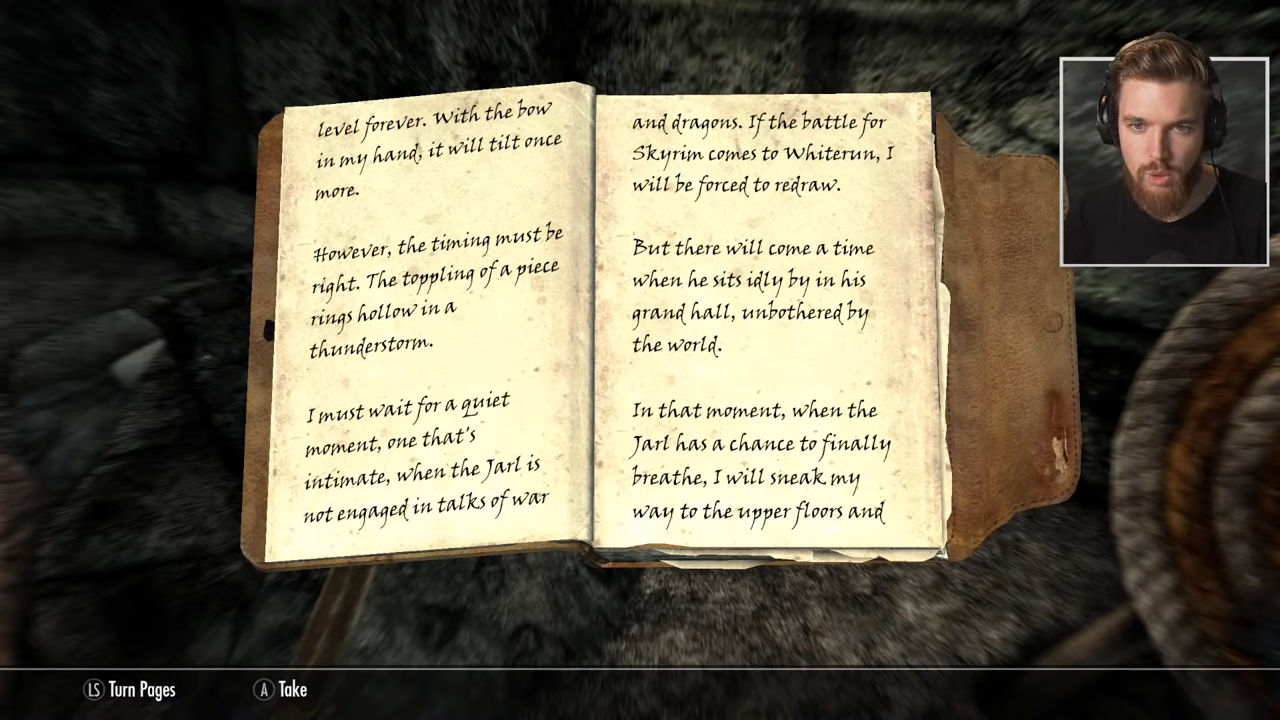 level forever. With the bow
in my hand, it will tilt once
more.
However, the timing must be
right. The toppling of a piece
rings hollow in a
thunderstorm.
I must wait for a quiet
moment, one that's
intimate, when the Jarl is
not engaged in talks of war
and dragons. If the battle for
Skyrim comes to Whiterun, I
will be forced to redraw.
But there will come a time
when he sits idly by in his
grand hall, unbothered by
the world.
In that moment, when the
Jarl has a chance to finally
breathe, I will sneak my
way to the upper floors and
LS Turn Pages
A Take